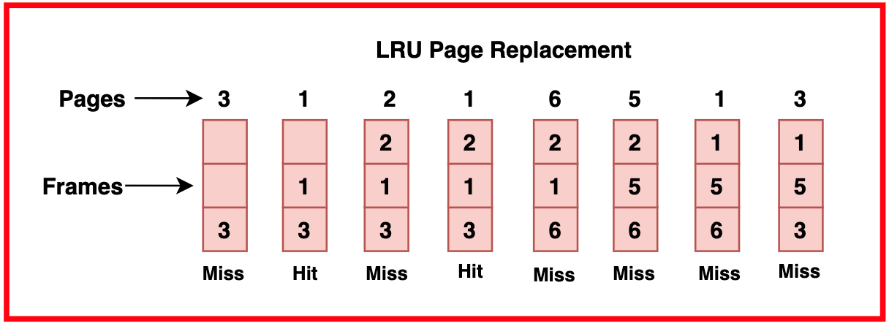 LRU Page Replacement
Pages 3 1 2 1 6 5 1 3
2 2 2 2 1 1
Frames 1 1 1 1 5 5 5
3 3 3 3 6 6 6 3
Miss Hit Miss Hit Miss Miss Miss Miss